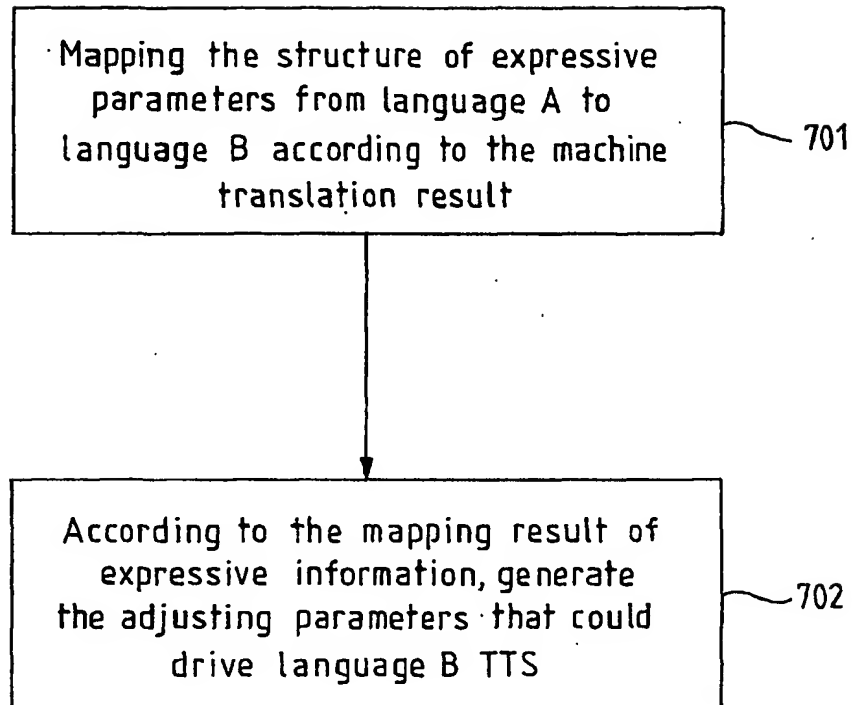 Mapping the structure of expressive
parameters from language A to
language B according to the machine
translation result
701
According to the mapping result of
expressive information, generate
the adjusting parameters that could
drive language B TTS
702